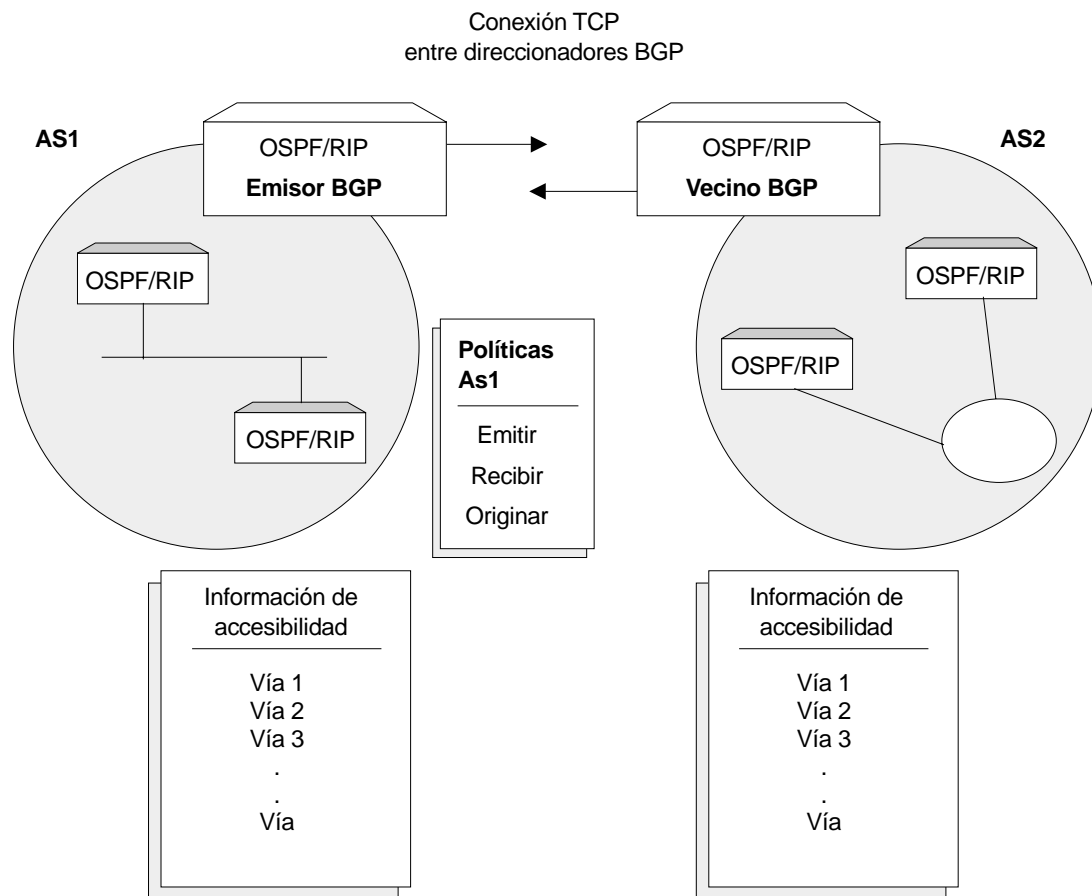 Conexión TCP
entre direccionadores BGP
AS1
OSPF/RIP
Emisor BGP
OSPF/RIP
Vecino BGP
AS2
OSPF/RIP
OSPF/RIP
Políticas
As1
Emitir
Recibir
Originar
OSPF/RIP
OSPF/RIP
Información de
accesibilidad
Vía 1
Vía 2
Vía 3
.
.
Vía
Información de
accesibilidad
Vía 1
Vía 2
Vía 3
.
.
Vía